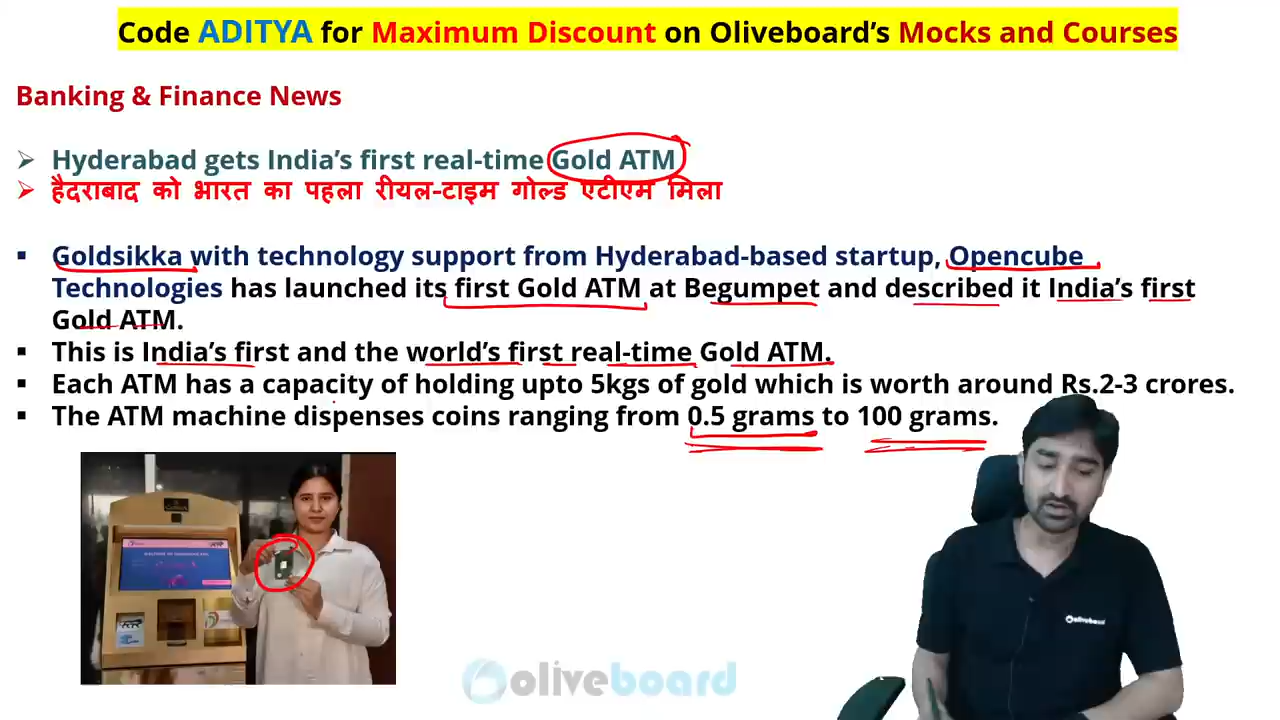 Code ADITYA for Maximum Discount on Oliveboard's Mocks and Courses
Banking & Finance News
➢ Hyderabad gets India's first real-time Gold ATM
➢ हैदराबाद को भारत का पहला रीयल-टाइम गोल्ड एटीएम मिला
▪ Goldsikka with technology support from Hyderabad-based startup, Opencube
Technologies has launched its first Gold ATM at Begumpet and described it India's first
Gold ATM.
▪ This is India's first and the world's first real-time Gold ATM.
▪ Each ATM has a capacity of holding upto 5kgs of gold which is worth around Rs.2-3 crores.
▪ The ATM machine dispenses coins ranging from 0.5 grams to 100 grams.
oliveboard
oliveboard